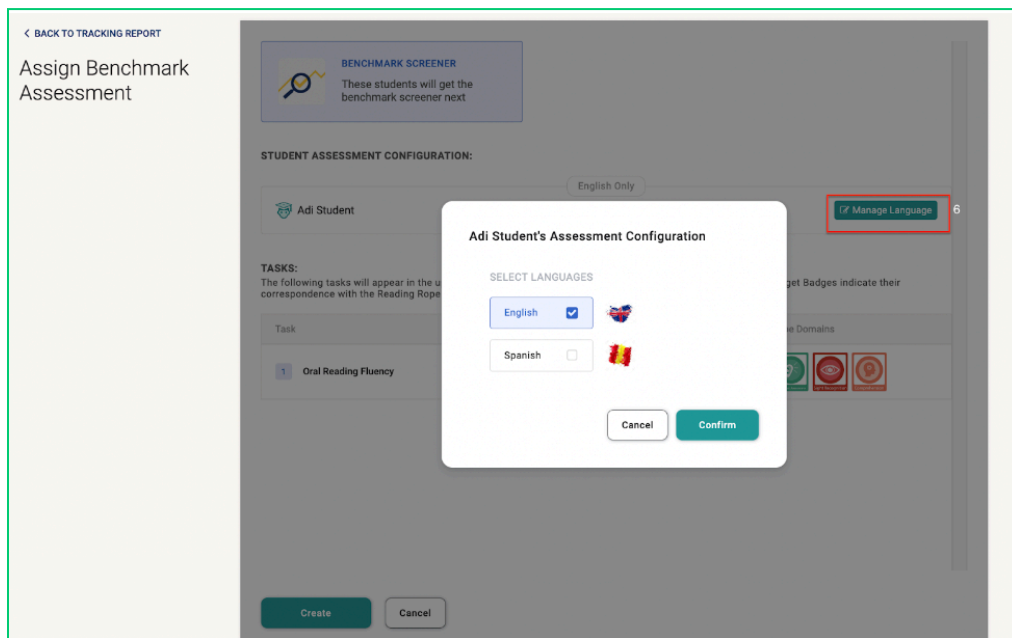 BACK TO TRACKING REPORT
Assign Benchmark
Assessment
BENCHMARK SCREENER
These students will get the
benchmark screener next
STUDENT ASSESSMENT CONFIGURATION:
English Only
Adi Student
Manage Language
6
Adi Student's Assessment Configuration
SELECT LANGUAGES
English
Spanish
Cancel
Confirm
TASKS:
The following tasks will appear in the u
get Badges indicate their
correspondence with the Reading Rope
Task
Domains
1
Oral Reading Fluency
Create
Cancel